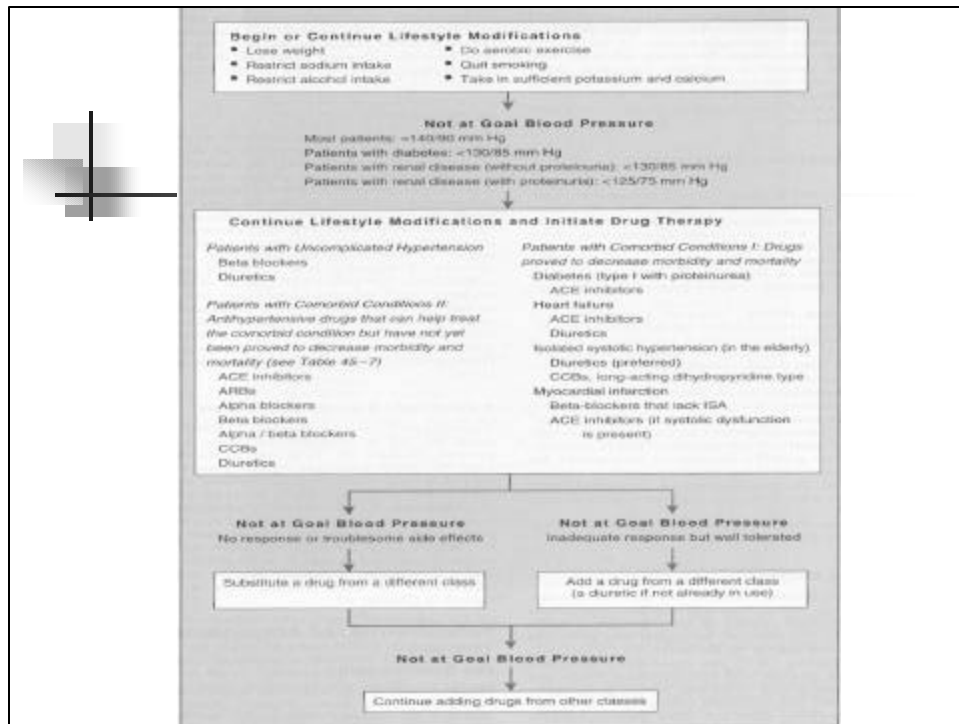 Begin or Continue Lifestyle Modifications
• Lose weight
• Restrict sodium intake
• Restrict alcohol intake
• Do aerobic exercise
• Quit smoking
• Take in sufficient potassium and calcium
Not at Goal Blood Pressure
Most patients: <140/90 mm Hg
Patients with diabetes: <130/85 mm Hg
Patients with renal disease (without proteinuria): <130/85 mm Hg
Patients with renal disease (with proteinuria): <125/75 mm Hg
Continue Lifestyle Modifications and Initiate Drug Therapy
Patients with Uncomplicated Hypertension
Beta blockers
Diuretics
Patients with Comorbid Conditions II:
Antihypertensive drugs that can help treat
the comorbid condition but have not yet
been proved to decrease morbidity and
mortality (see Table 45–7)
ACE inhibitors
ARBs
Alpha blockers
Beta blockers
Alpha / beta blockers
CCBs
Diuretics
Patients with Comorbid Conditions I: Drugs
proved to decrease morbidity and mortality
Diabetes (type I with proteinurea)
ACE inhibitors
Heart failure
ACE inhibitors
Diuretics
Isolated systolic hypertension (in the elderly)
Diuretics (preferred)
CCBs, long-acting dihydropyridine type
Myocardial infarction
Beta-blockers that lack ISA
ACE inhibitors (if systolic dysfunction
is present)
Not at Goal Blood Pressure
No response or troublesome side effects
Not at Goal Blood Pressure
Inadequate response but well tolerated
Substitute a drug from a different class
Add a drug from a different class
(a diuretic if not already in use)
Not at Goal Blood Pressure
Continue adding drugs from other classes